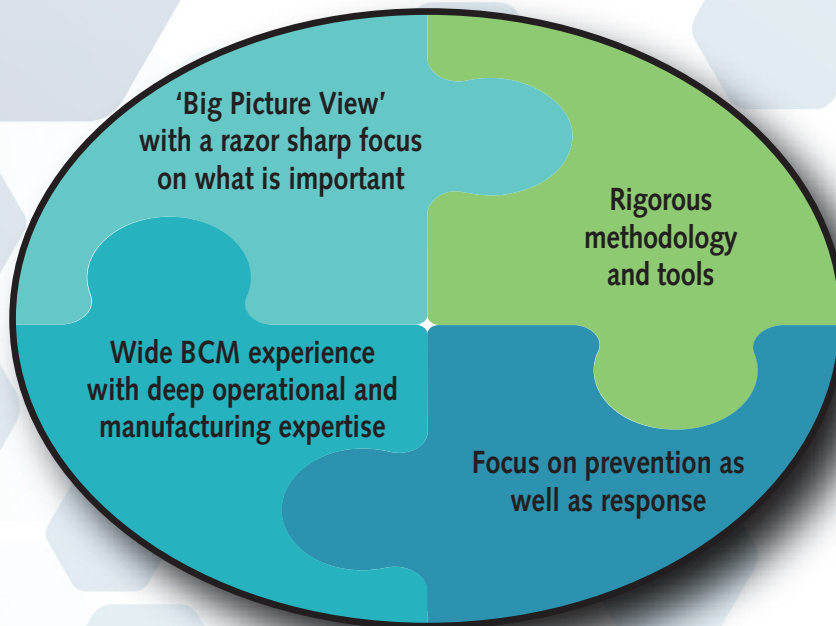 ‘Big Picture View’
with a razor sharp focus
on what is important
Rigorous
methodology
and tools
Wide BCM experience
with deep operational and
manufacturing expertise
Focus on prevention as
well as response